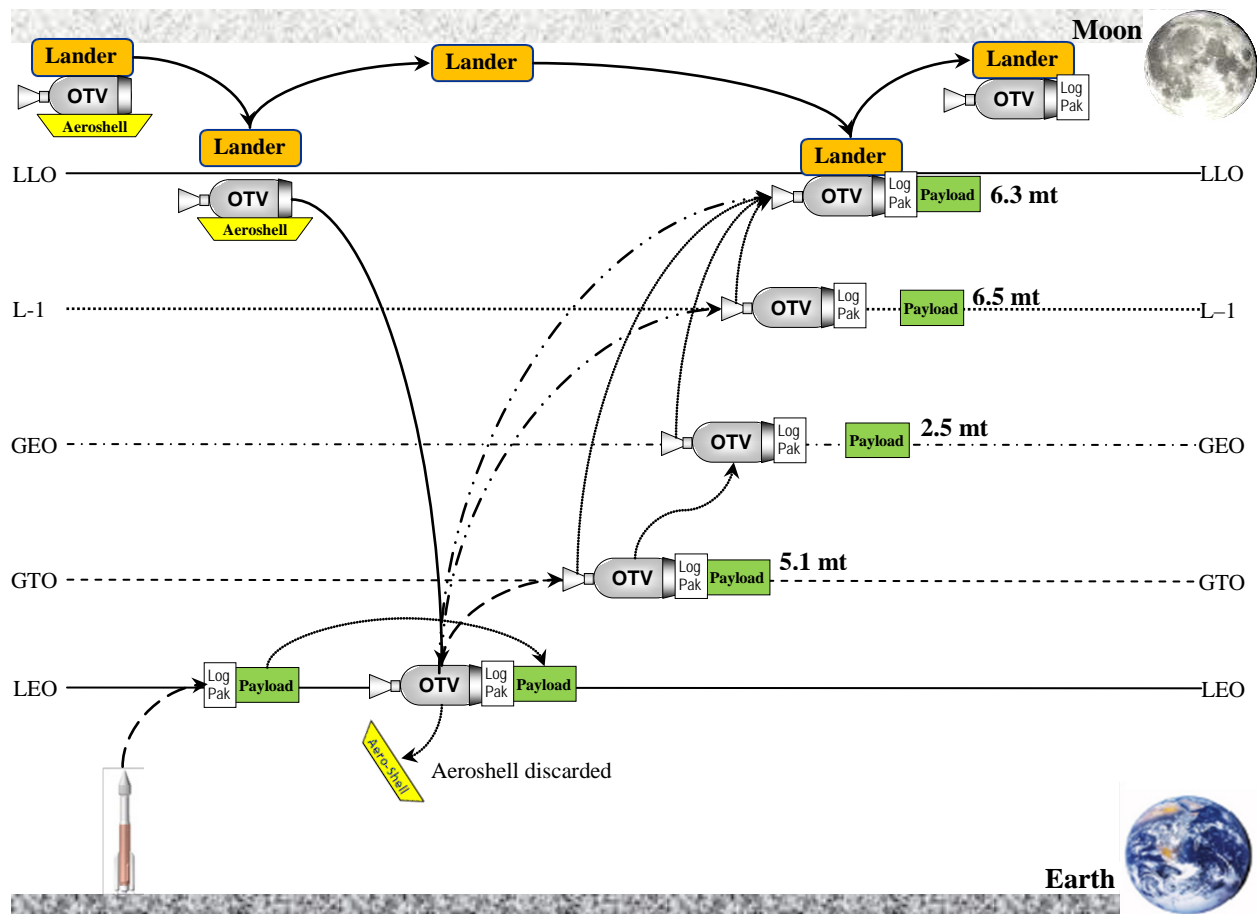 Moon
Lander
OTV
Aeroshell
Lander
Lander
OTV
Log
Pak
Lander
Lander
LLO
LLO
OTV
Aeroshell
OTV
Log
Pak
Payload
6.3 mt
L-1
OTV
Log
Pak
Payload
6.5 mt
L–1
GEO
OTV
Log
Pak
Payload
2.5 mt
GEO
GTO
OTV
Log
Pak
Payload
5.1 mt
GTO
LEO
Log
Pak
Payload
OTV
Log
Pak
Payload
LEO
Aero-Shell
Aeroshell discarded
Earth